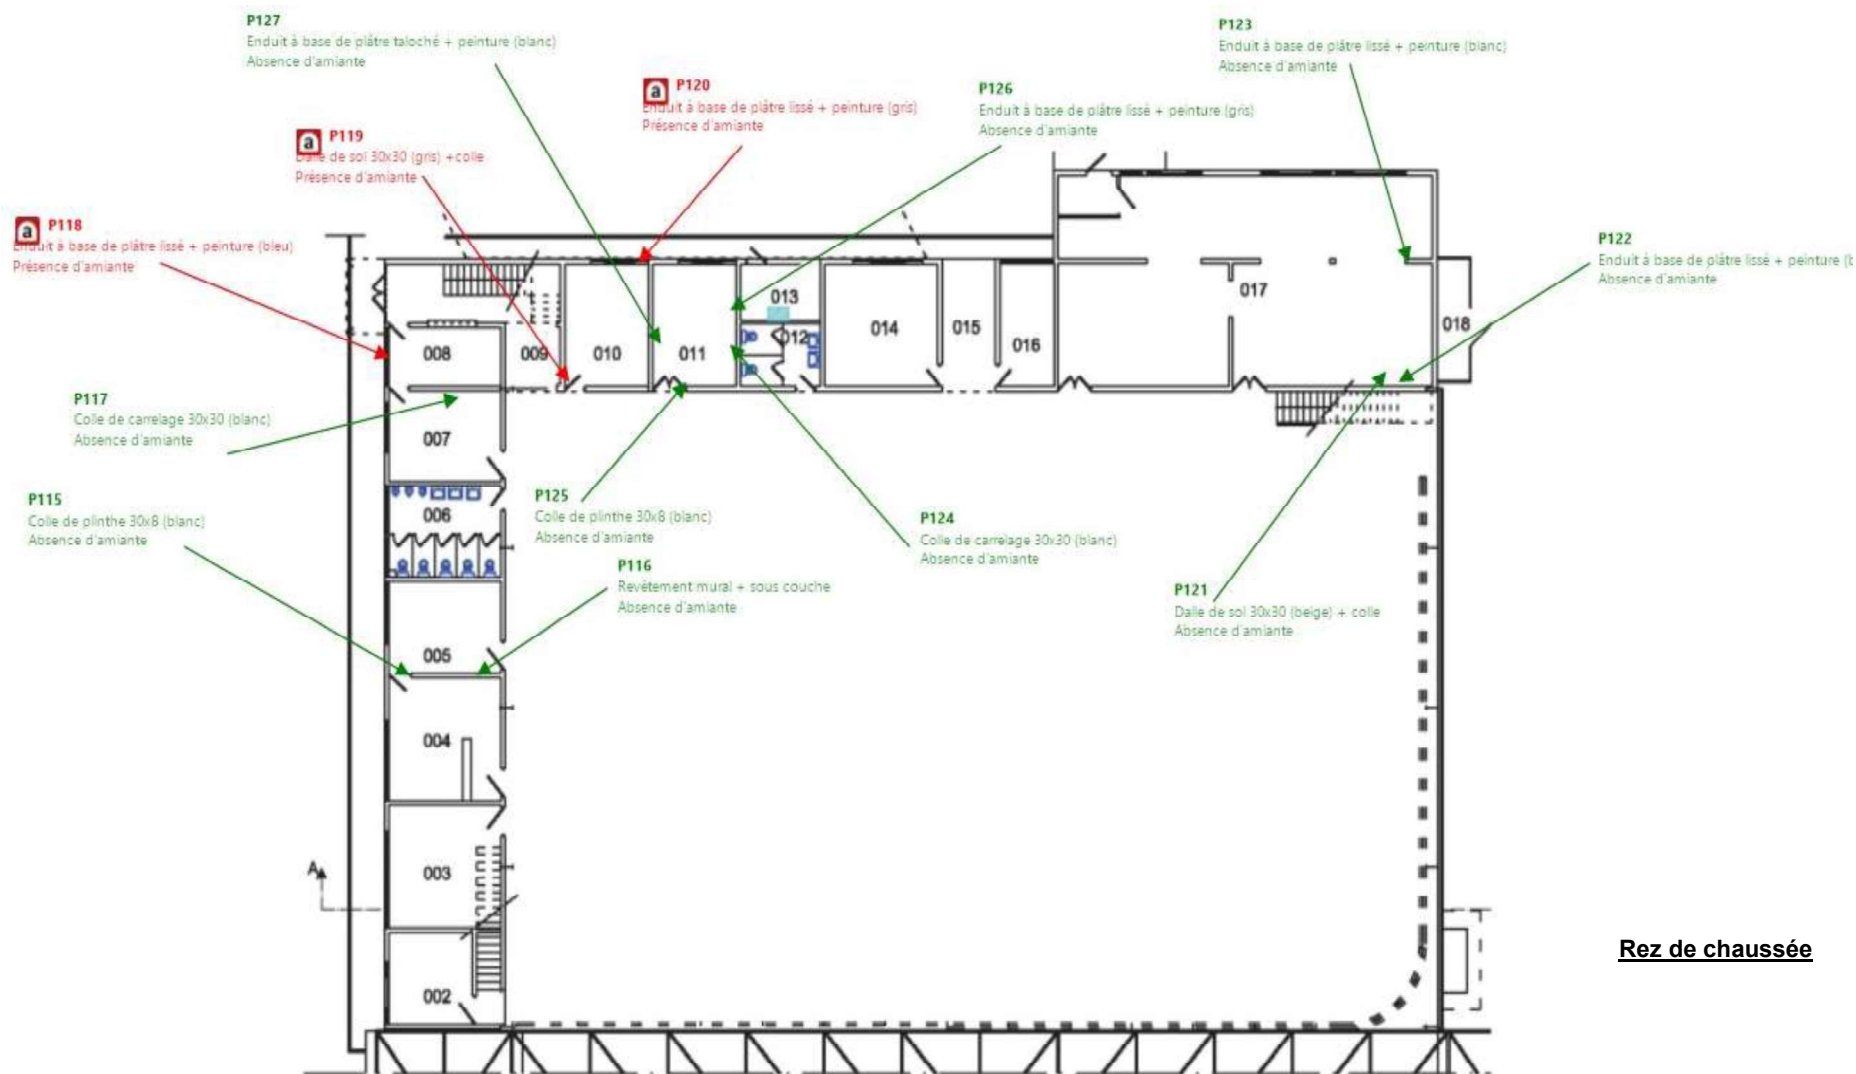 P127
Enduit à base de plâtre taloché + peinture (blanc)
Absence d'amiante
P123
Enduit à base de plâtre lissé + peinture (blanc)
Absence d'amiante
a P120
Enduit à base de plâtre lissé + peinture (gris)
Présence d'amiante
P126
Enduit à base de plâtre lissé + peinture (gris)
Absence d'amiante
a P119
Dalle de sol 30x30 (gris) +colle
Présence d'amiante
a P118
Enduit à base de plâtre lissé + peinture (bleu)
Présence d'amiante
P122
Enduit à base de plâtre lissé + peinture (b
Absence d'amiante
013
017
014
015
018
012
016
008
009
010
011
P117
Colle de carrelage 30x30 (blanc)
Absence d'amiante
007
P115
Colle de plinthe 30x8 (blanc)
Absence d'amiante
006
P125
Colle de plinthe 30x8 (blanc)
Absence d'amiante
P124
Colle de carrelage 30x30 (blanc)
Absence d'amiante
P116
Revêtement mural + sous couche
Absence d'amiante
P121
Dalle de sol 30x30 (beige) + colle
Absence d'amiante
005
004
A
003
Rez de chaussée
002